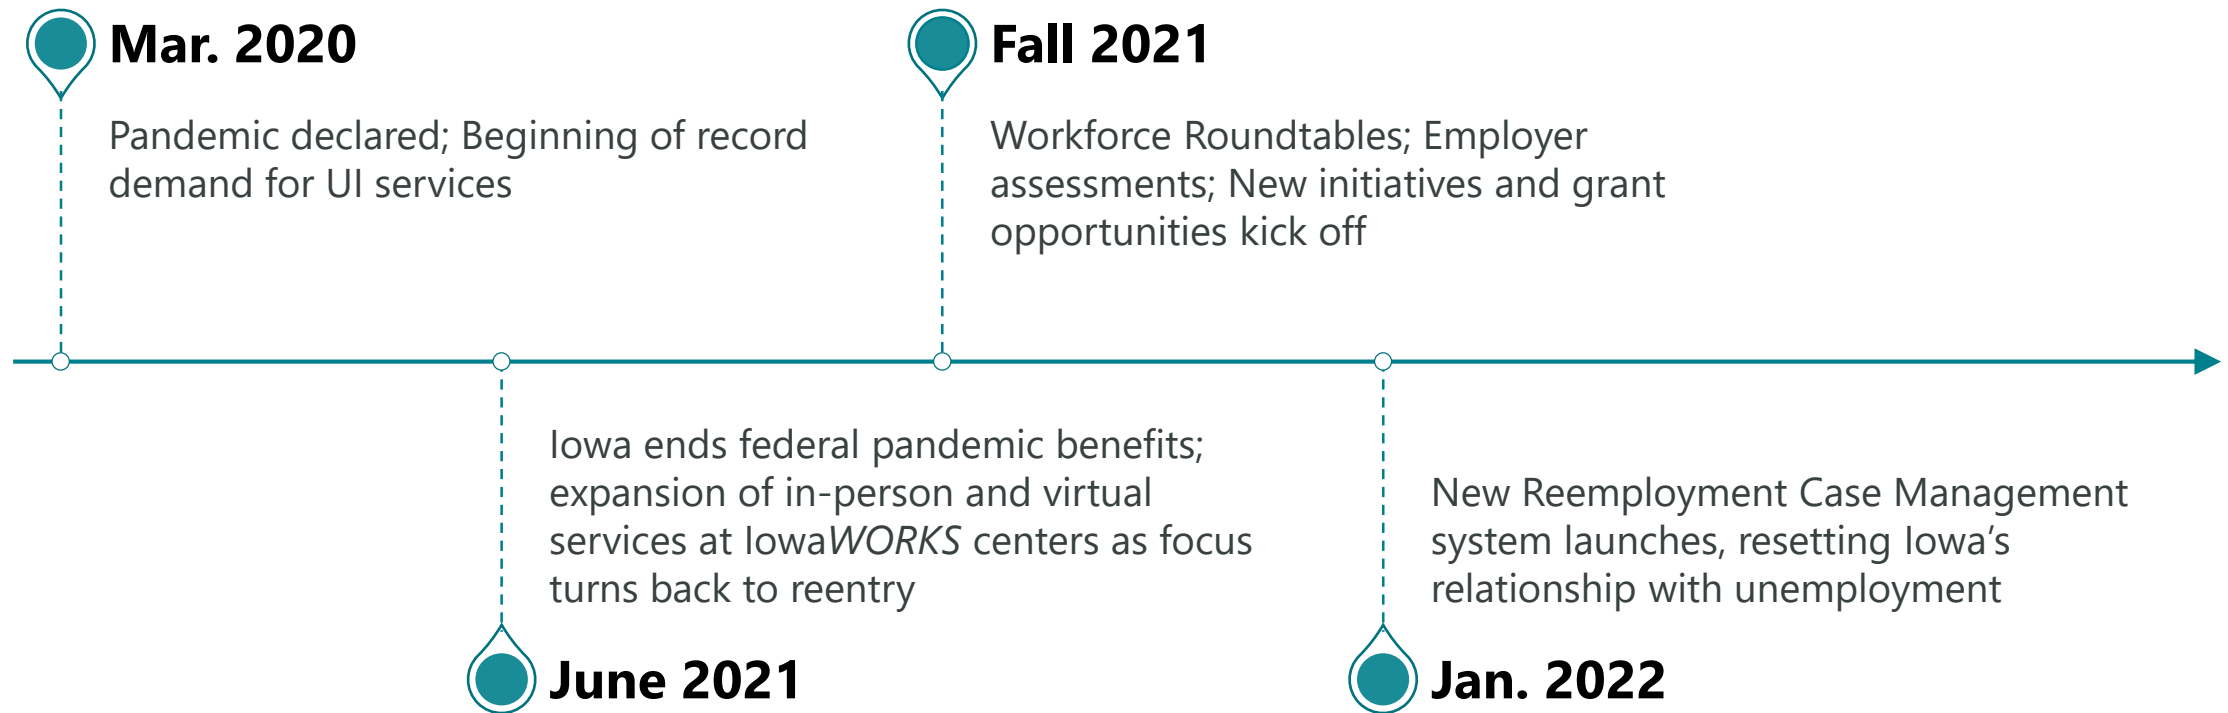 Mar. 2020
Pandemic declared; Beginning of record
demand for UI services
June 2021
Iowa ends federal pandemic benefits;
expansion of in-person and virtual
services at IowaWORKS centers as focus
turns back to reentry
Fall 2021
Workforce Roundtables; Employer
assessments; New initiatives and grant
opportunities kick off
Jan. 2022
New Reemployment Case Management
system launches, resetting Iowa’s
relationship with unemployment